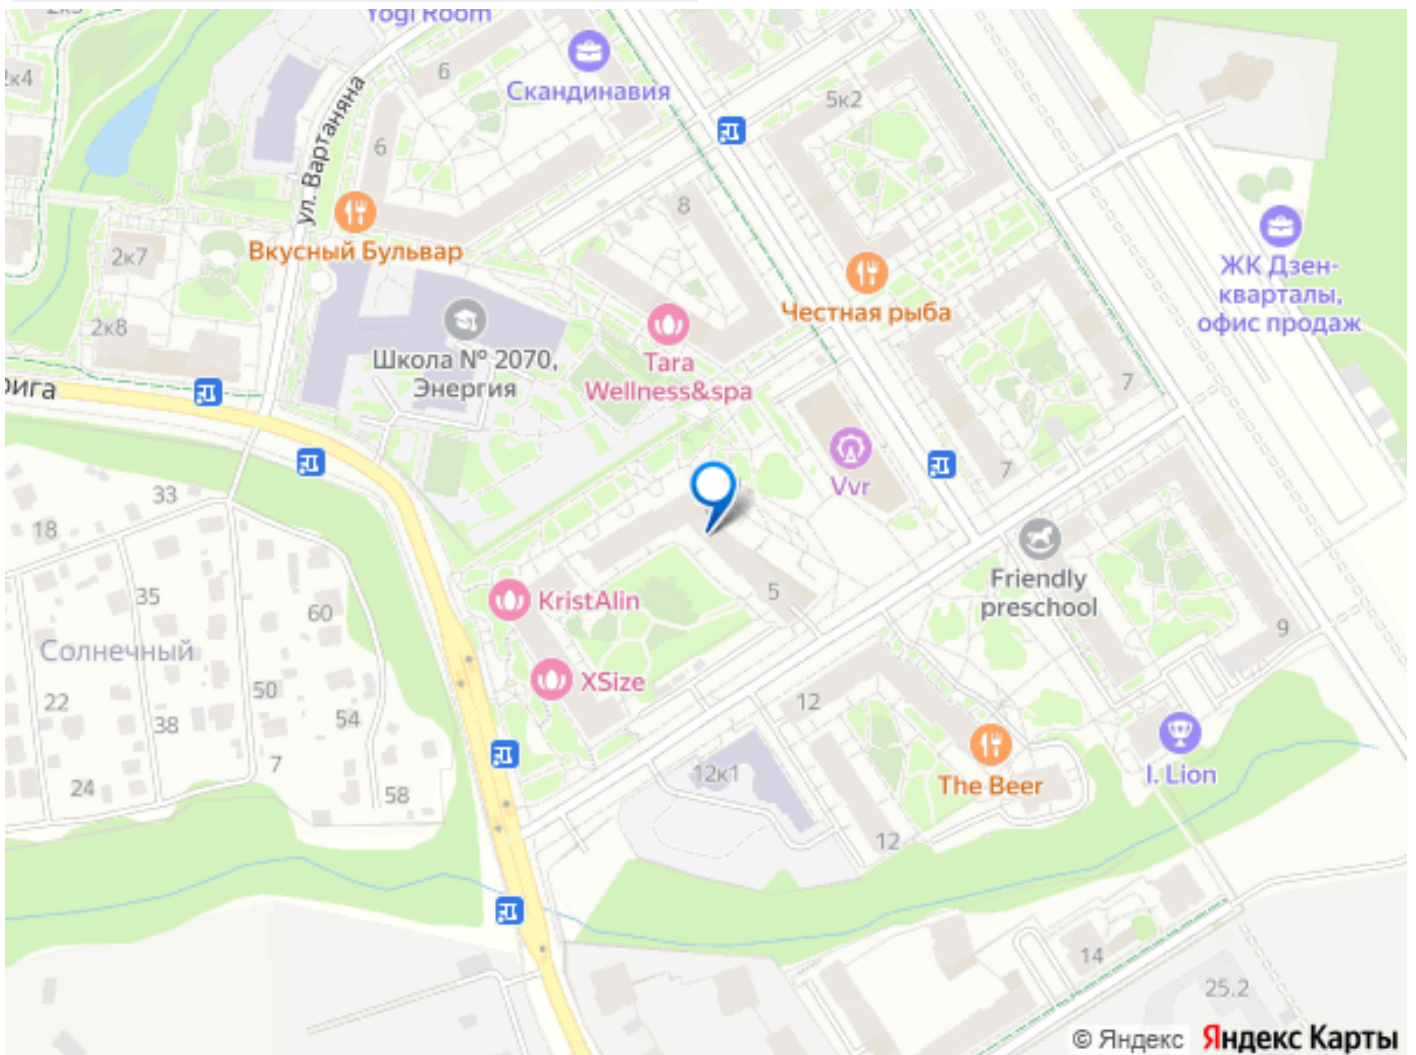 Yogi Room
2к4
6
Скандинавия
5к2
ул. Вартаняна
6
8
Вкусный Бульвар
2к7
ЖК Дзен-
кварталы,
офис продаж
Честная рыба
2к8
Школа № 2070,
Энергия
Tara
Wellness&spa
7
рига
7
Vvr
33
18
Friendly
preschool
35
60
KristAlin
5
9
Солнечный
XSize
22
50
54
38
12
7
12к1
I. Lion
24
58
The Beer
12
14
25.2
© Яндекс Яндекс Карты